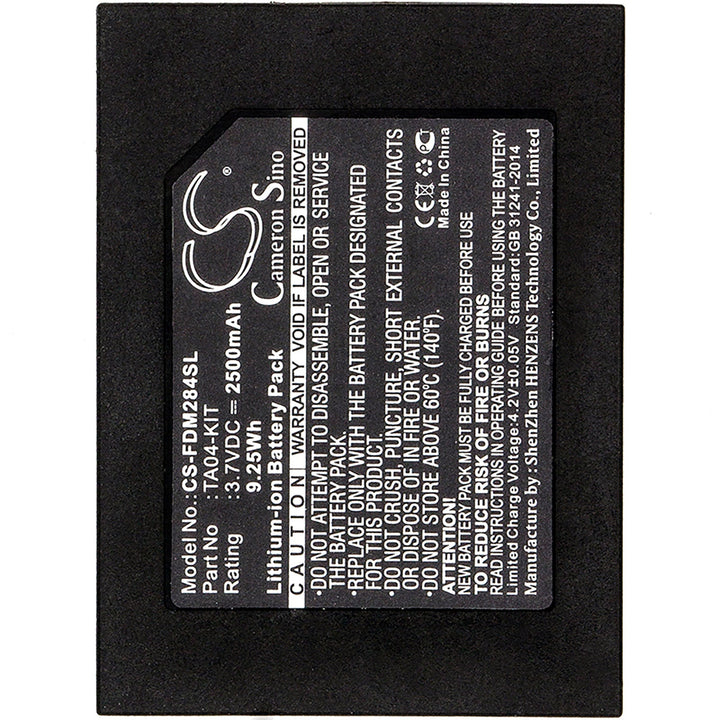 CS®
Cameron Sino
Model No.:CS-FDM284SL
Part No :TA04-KIT
Rating :3.7VDC⎓2500mAh
9.25Wh
Lithium-ion Battery Pack
CAUTION WARRANTY VOID IF LABEL IS REMOVED
•DO NOT ATTEMPT TO DISASSEMBLE, OPEN OR SERVICE
THE BATTERY PACK.
•REPLACE ONLY WITH THE BATTERY PACK DESIGNATED
•DO NOT CRUSH, PUNCTURE, SHORT EXTERNAL CONTACTS
OR DISPOSE OF IN FIRE OR WATER.
•DO NOT STORE ABOVE 60°C (140°F).
CE PCT
Made In China
ATTENTION!
NEW BATTERY PACK MUST BE FULLY CHARGED BEFORE USE
TO REDUCE RISK OF FIRE OR BURNS
READ INSTRUCTIONS IN OPERATING GUIDE BEFORE USING THE BATTERY
Limited Charge Voltage:4.2V±0.05V Standard:GB 31241-2014
Manufacture by : ShenZhen HENZENS Technology Co., Limited